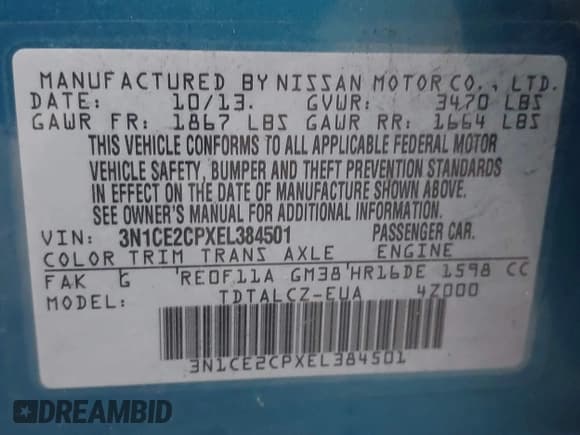 MANUFACTURED BY NISSAN MOTOR CO., LTD.
DATE: 10/13. GVWR: 3470 LBS
GAWR FR: 1867 LBS GAWR RR: 1664 LBS
THIS VEHICLE CONFORMS TO ALL APPLICABLE FEDERAL MOTOR
VEHICLE SAFETY, BUMPER AND THEFT PREVENTION STANDARDS
IN EFFECT ON THE DATE OF MANUFACTURE SHOWN ABOVE.
SEE OWNER'S MANUAL FOR ADDITIONAL INFORMATION.
VIN: 3N1CE2CPXEL384501 PASSENGER CAR.
COLOR TRIM TRANS AXLE ENGINE
FAK G RE0F11A GM38 HR16DE 1598 CC
MODEL: TDTALCZ-EUA 4Z000
3N1CE2CPXEL384501
DREAMBID